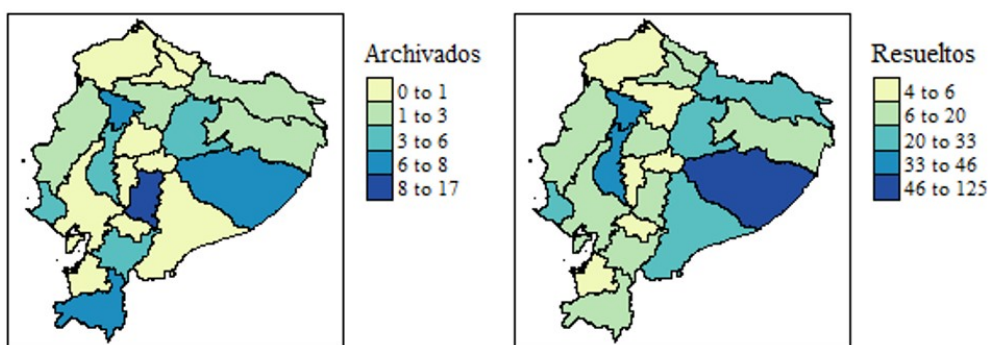 Archivados
0 to 1
1 to 3
3 to 6
6 to 8
8 to 17
Resueltos
4 to 6
6 to 20
20 to 33
33 to 46
46 to 125